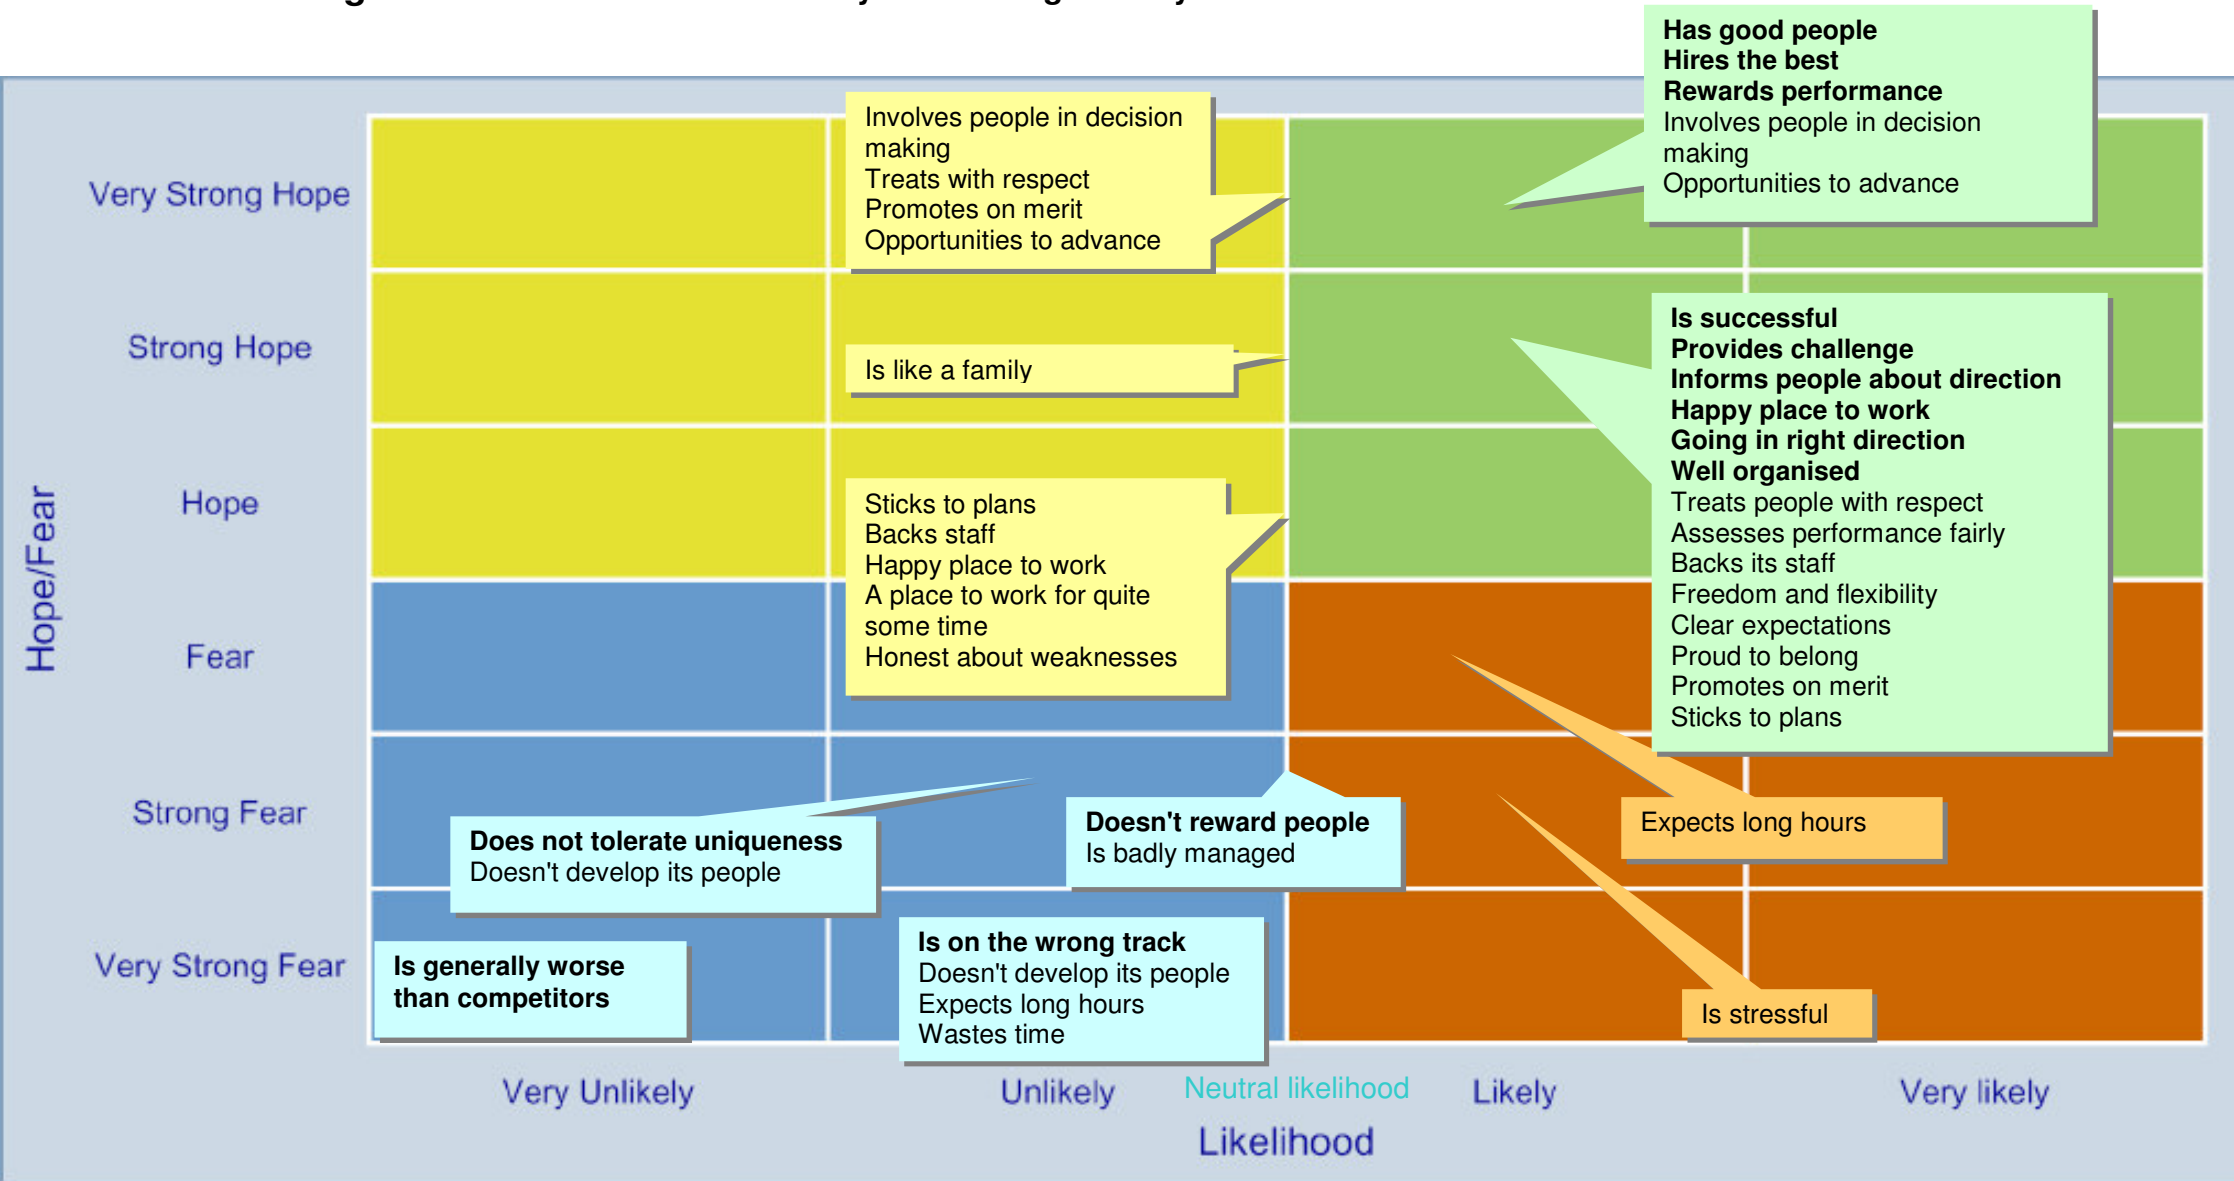 Has good people
Hires the best
Rewards performance
Involves people in decision
making
Opportunities to advance
Involves people in decision
making
Treats with respect
Promotes on merit
Opportunities to advance
Very Strong Hope
Is successful
Provides challenge
Informs people about direction
Happy place to work
Going in right direction
Well organised
Treats people with respect
Assesses performance fairly
Backs its staff
Freedom and flexibility
Clear expectations
Proud to belong
Promotes on merit
Sticks to plans
Strong Hope
Is like a family
Hope
Sticks to plans
Backs staff
Happy place to work
A place to work for quite
some time
Honest about weaknesses
Hope/Fear
Fear
Strong Fear
Does not tolerate uniqueness
Doesn't develop its people
Doesn't reward people
Is badly managed
Expects long hours
Very Strong Fear
Is generally worse
than competitors
Is on the wrong track
Doesn't develop its people
Expects long hours
Wastes time
Is stressful
Very Unlikely
Unlikely
Neutral likelihood
Likely
Very likely
Likelihood